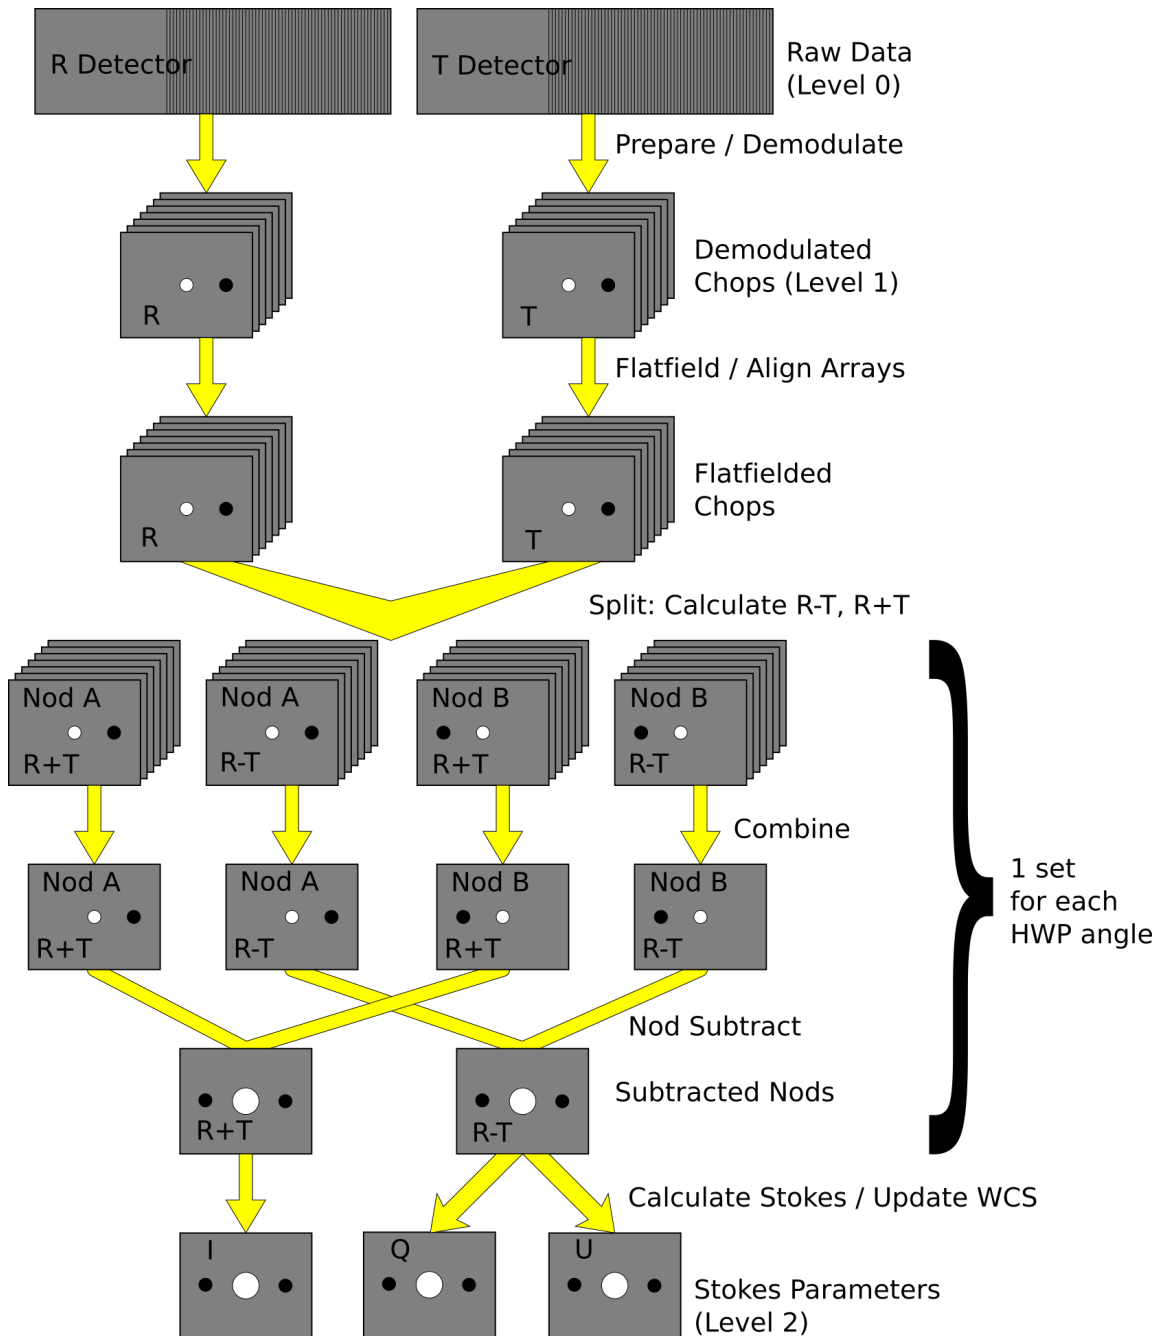 R Detector
T Detector
Raw Data
(Level 0)
Prepare / Demodulate
Demodulated
Chops (Level 1)
R
T
Flatfield / Align Arrays
Flatfielded
Chops
R
T
Split: Calculate R-T, R+T
Nod A
R+T
Nod A
R-T
Nod B
R+T
Nod B
R-T
Combine
1 set
for each
HWP angle
Nod A
R+T
Nod A
R-T
Nod B
R+T
Nod B
R-T
Nod Subtract
Subtracted Nods
R+T
R-T
Calculate Stokes / Update WCS
I
Q
U
Stokes Parameters
(Level 2)